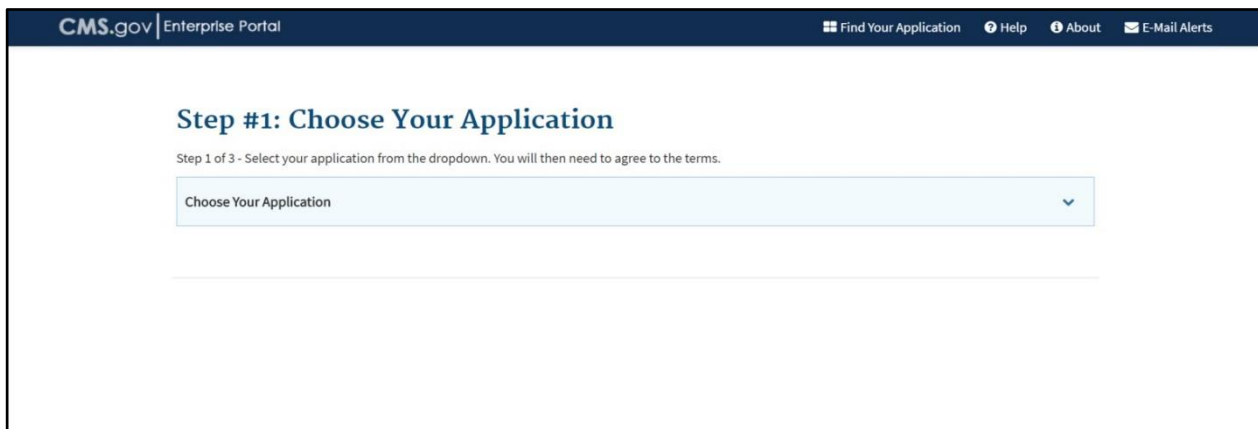 CMS.gov Enterprise Portal
Find Your Application
Help
About
E-Mail Alerts
Step #1: Choose Your Application
Step 1 of 3 - Select your application from the dropdown. You will then need to agree to the terms.
Choose Your Application